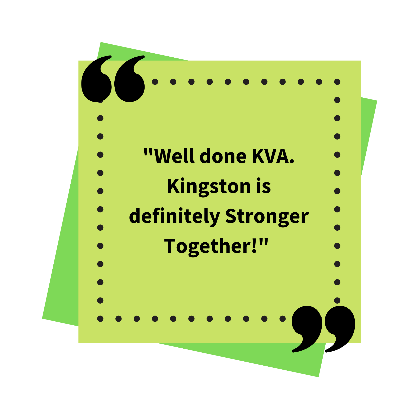 "Well done KVA.
Kingston is
definitely Stronger
Together!"